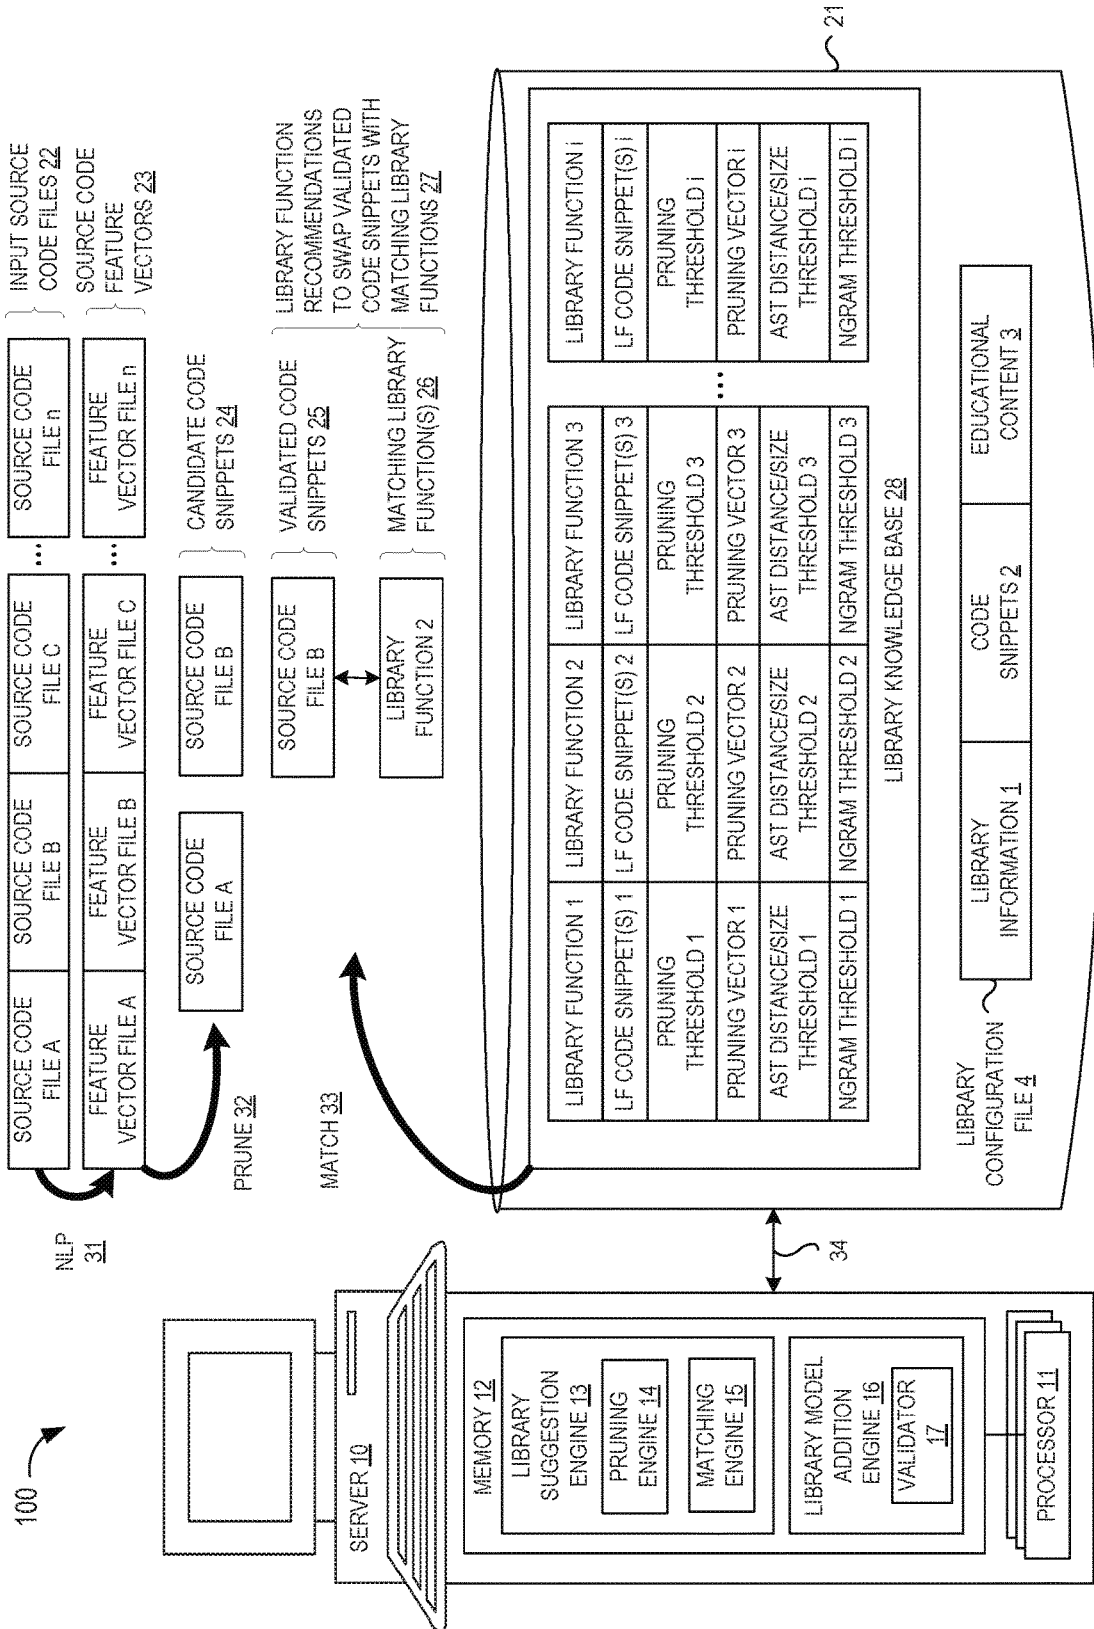 100
SERVER 10
MEMORY 12
LIBRARY
SUGGESTION
ENGINE 13
PRUNING
ENGINE 14
MATCHING
ENGINE 15
LIBRARY MODEL
ADDITION
ENGINE 16
VALIDATOR
17
PROCESSOR 11
34
NLP
31
PRUNE 32
MATCH 33
SOURCE CODE
FILE A
SOURCE CODE
FILE B
SOURCE CODE
FILE C
...
SOURCE CODE
FILE n
INPUT SOURCE
CODE FILES 22
FEATURE
VECTOR FILE A
FEATURE
VECTOR FILE B
FEATURE
VECTOR FILE C
...
FEATURE
VECTOR FILE n
SOURCE CODE
FEATURE
VECTORS 23
SOURCE CODE
FILE A
SOURCE CODE
FILE B
CANDIDATE CODE
SNIPPETS 24
SOURCE CODE
FILE B
VALIDATED CODE
SNIPPETS 25
LIBRARY
FUNCTION 2
MATCHING LIBRARY
FUNCTION(S) 26
LIBRARY FUNCTION
RECOMMENDATIONS
TO SWAP VALIDATED
CODE SNIPPETS WITH
MATCHING LIBRARY
FUNCTIONS 27
21
LIBRARY FUNCTION 1
LF CODE SNIPPET(S) 1
PRUNING
THRESHOLD 1
PRUNING VECTOR 1
AST DISTANCE/SIZE
THRESHOLD 1
NGRAM THRESHOLD 1
LIBRARY FUNCTION 2
LF CODE SNIPPET(S) 2
PRUNING
THRESHOLD 2
PRUNING VECTOR 2
AST DISTANCE/SIZE
THRESHOLD 2
NGRAM THRESHOLD 2
LIBRARY FUNCTION 3
LF CODE SNIPPET(S) 3
PRUNING
THRESHOLD 3
PRUNING VECTOR 3
AST DISTANCE/SIZE
THRESHOLD 3
NGRAM THRESHOLD 3
...
LIBRARY FUNCTION i
LF CODE SNIPPET(S) i
PRUNING
THRESHOLD i
PRUNING VECTOR i
AST DISTANCE/SIZE
THRESHOLD i
NGRAM THRESHOLD i
LIBRARY KNOWLEDGE BASE 28
LIBRARY
CONFIGURATION
FILE 4
LIBRARY
INFORMATION 1
CODE
SNIPPETS 2
EDUCATIONAL
CONTENT 3